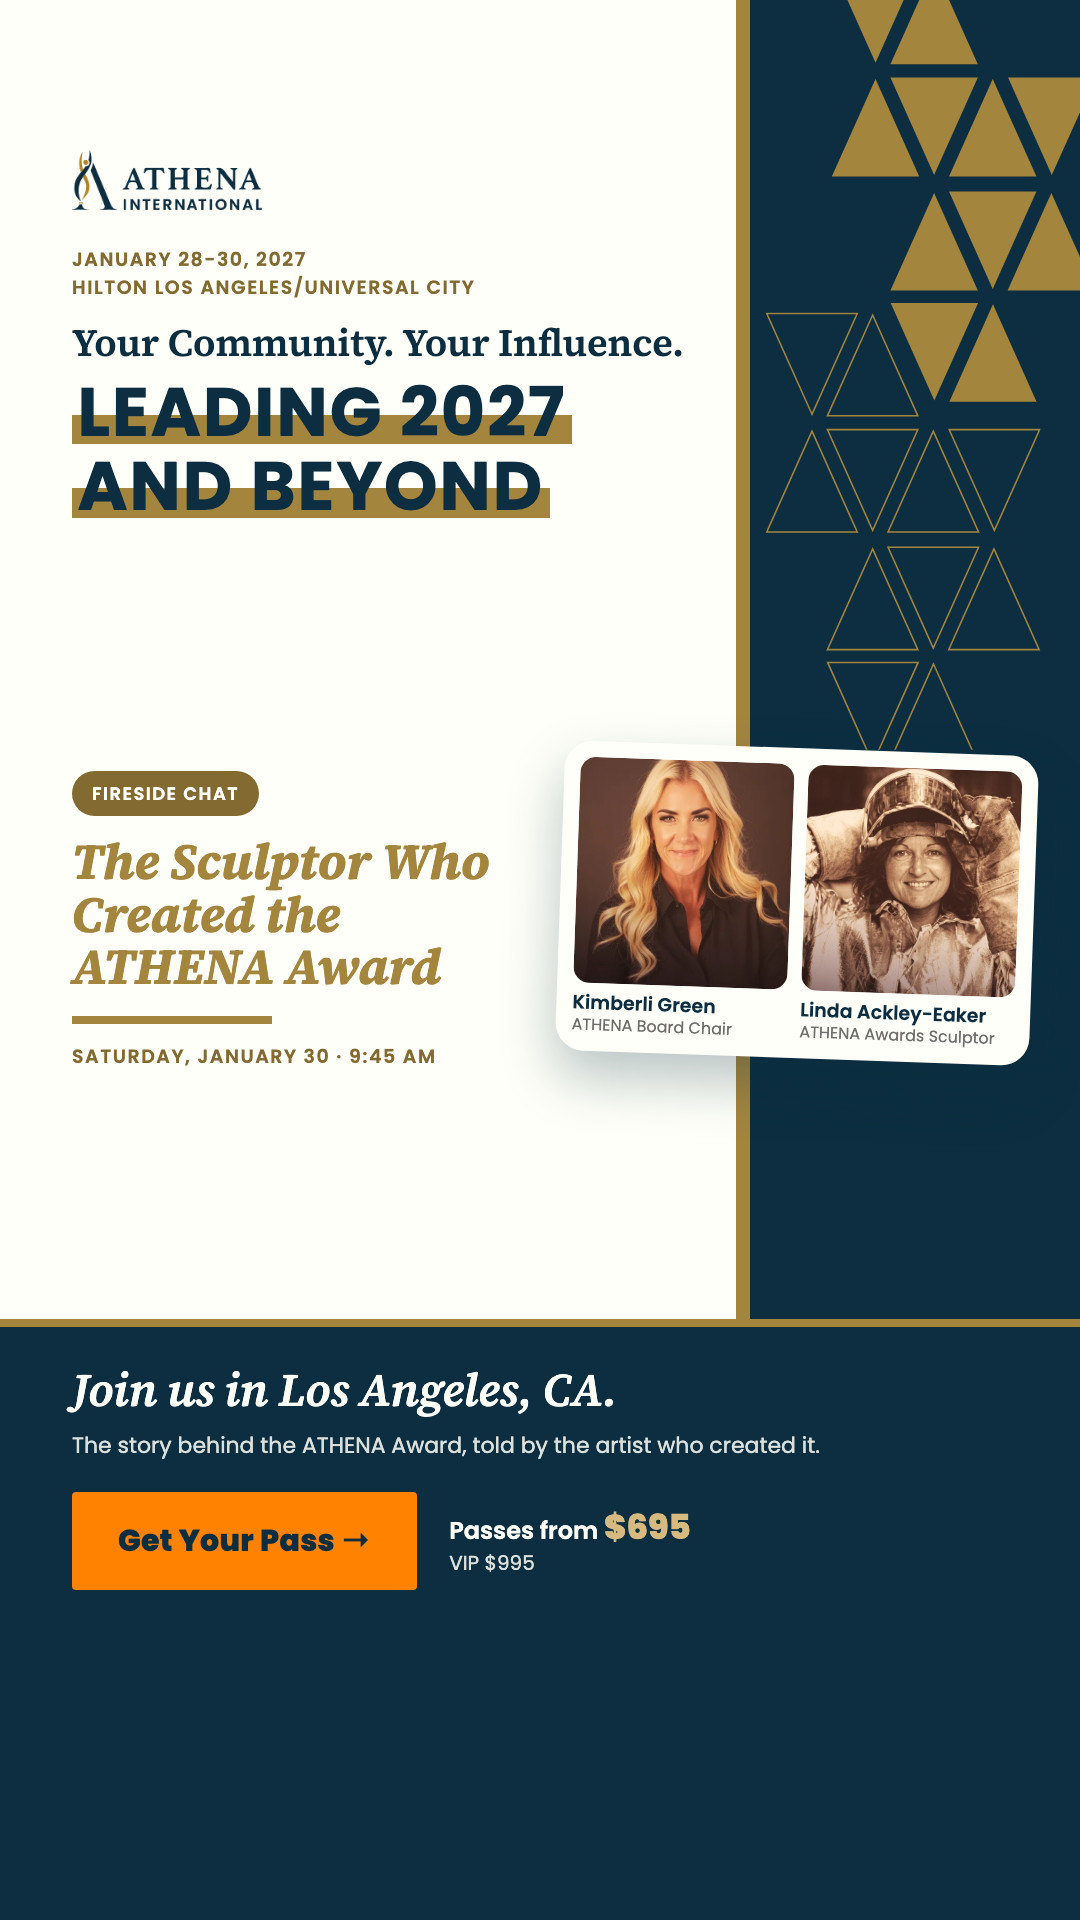 ATHENA
INTERNATIONAL
JANUARY 28-30, 2027
HILTON LOS ANGELES/UNIVERSAL CITY
Your Community. Your Influence.
LEADING 2027
AND BEYOND
FIRESIDE CHAT
The Sculptor Who
Created the
ATHENA Award
SATURDAY, JANUARY 30 · 9:45 AM
Kimberli Green
ATHENA Board Chair
Linda Ackley-Eaker
ATHENA Awards Sculptor
Join us in Los Angeles, CA.
The story behind the ATHENA Award, told by the artist who created it.
Get Your Pass →
Passes from $695
VIP $995